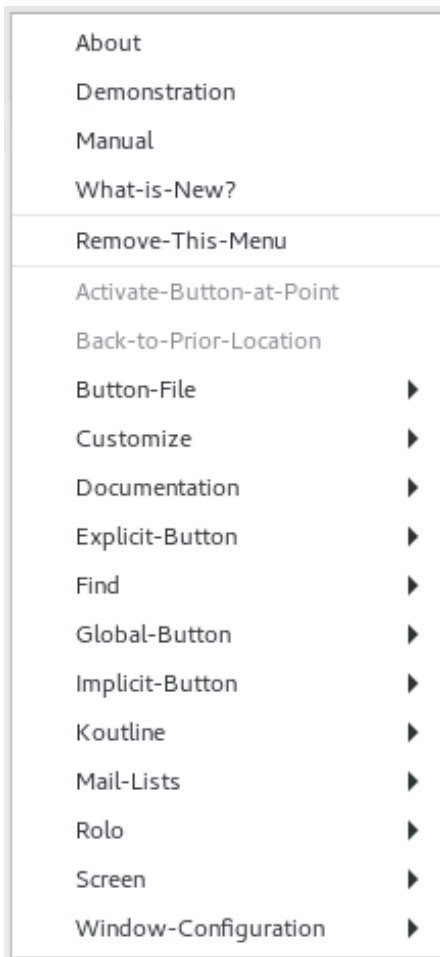 About
Demonstration
Manual
What-is-New?
Remove-This-Menu
Activate-Button-at-Point
Back-to-Prior-Location
Button-File
Customize
Documentation
Explicit-Button
Find
Global-Button
Implicit-Button
Koutline
Mail-Lists
Rolo
Screen
Window-Configuration